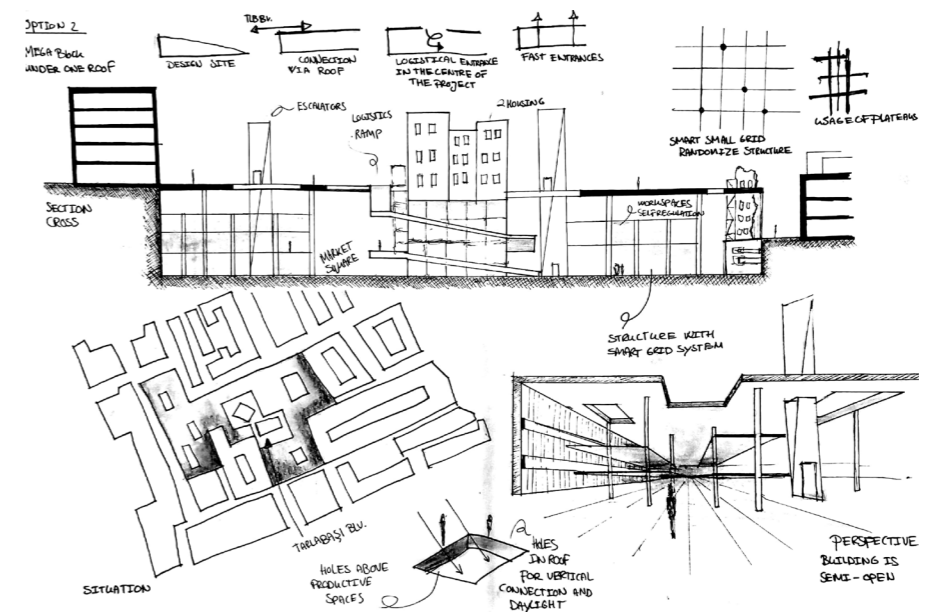 OPTION 2
MEGA BLOCK
UNDER ONE ROOF
DESIGN SITE
TLB BLV.
CONNECTION
VIA ROOF
LOGISTICAL ENTRANCE
IN THE CENTRE OF
THE PROJECT
FAST ENTRANCES
SMART SMALL GRID
RANDOMIZE STRUCTURE
USAGE OF PLATEAUS
ESCALATORS
LOGISTICS
RAMP
HOUSING
SECTION
CROSS
MARKET
SQUARE
WORKSPACES
SELFREGULATION
STRUCTURE WITH
SMART GRID SYSTEM
TARLABAŞI BLV.
SITUATION
HOLES ABOVE
PRODUCTIVE
SPACES
HOLES
IN ROOF
FOR VERTICAL
CONNECTION AND
DAYLIGHT
PERSPECTIVE
BUILDING IS
SEMI-OPEN